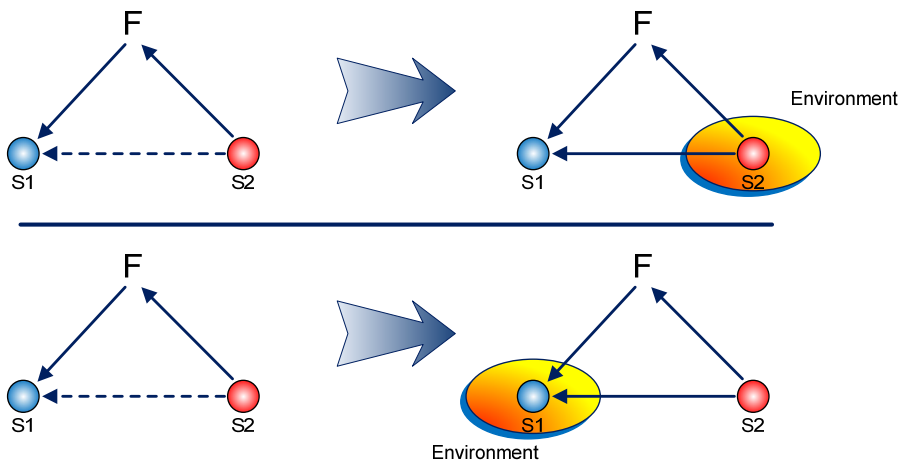 F
F
Environment
S1
S2
S1
S2
F
F
S1
S2
S1
S2
Environment